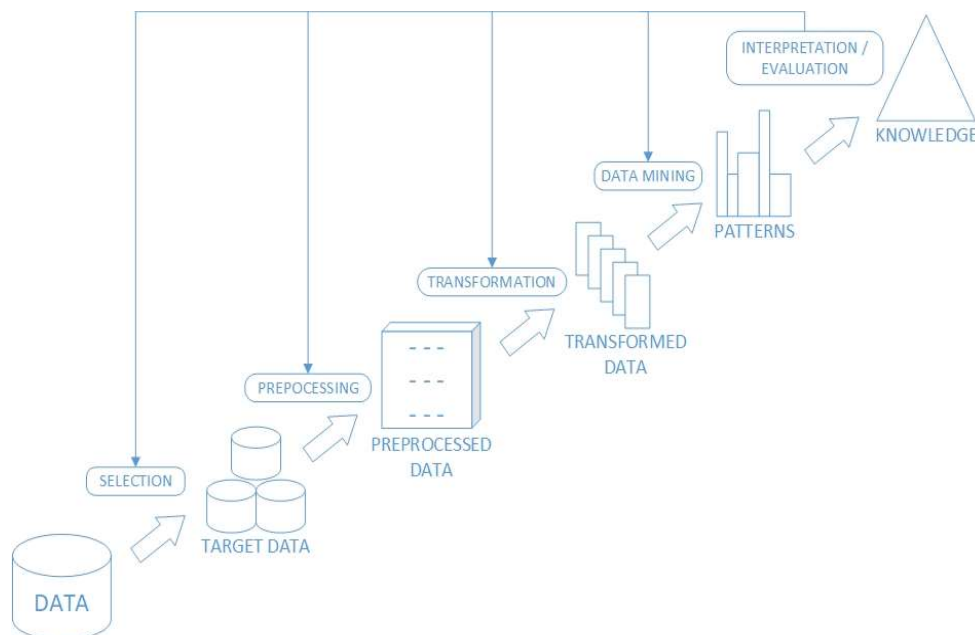 INTERPRETATION /
EVALUATION
KNOWLEDGE
DATA MINING
PATTERNS
TRANSFORMATION
TRANSFORMED
DATA
PREPOCESSING
PREPROCESSED
DATA
SELECTION
TARGET DATA
DATA